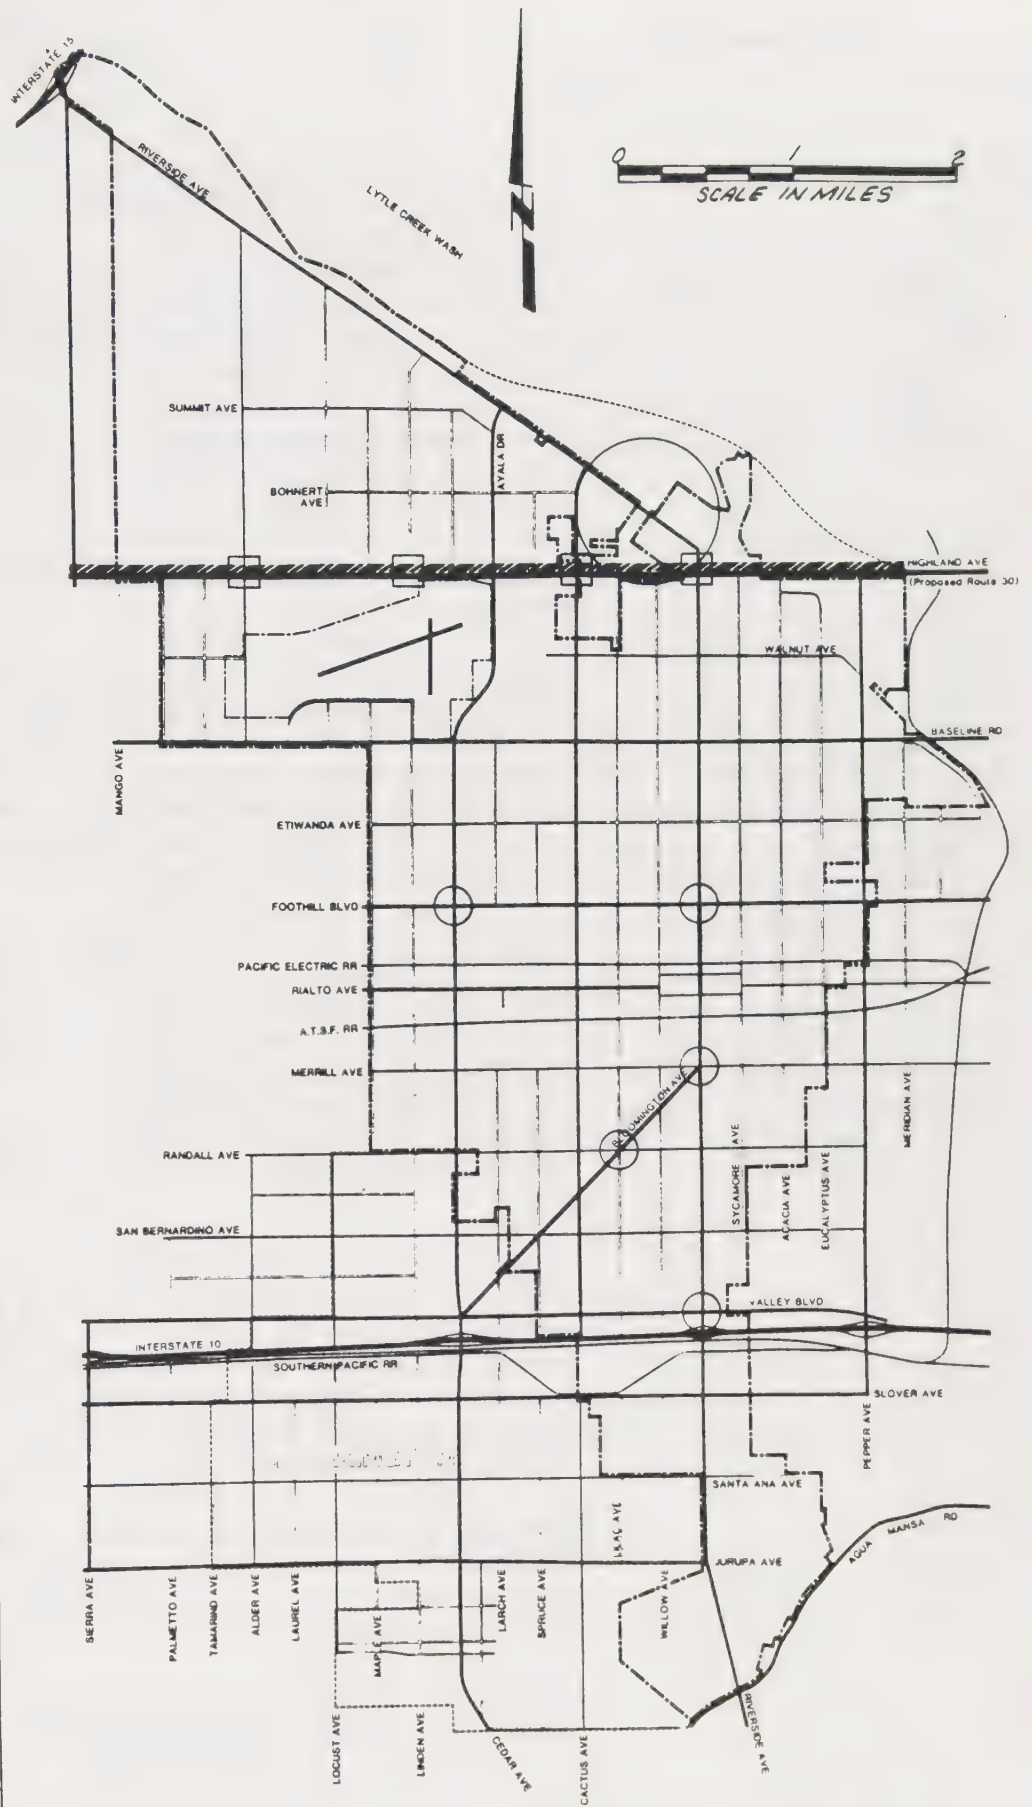 INTERSTATE 15
RIVERSIDE AVE
LYTLE CREEK WASH
0 1 2
SCALE IN MILES
N
SUMMIT AVE
AYALA DR
BOHNERT
AVE
HIGHLAND AVE
(Proposed Route 30)
WALNUT AVE
BASELINE RD
MANGO AVE
ETIWANDA AVE
FOOTHILL BLVD
PACIFIC ELECTRIC RR
RIALTO AVE
A.T.S.F. RR
MERRILL AVE
BLOOMINGTON AVE
MERIDIAN AVE
RANDALL AVE
SYCAMORE AVE
ACACIA AVE
EUCALYPTUS AVE
SAN BERNARDINO AVE
VALLEY BLVD
INTERSTATE 10
SOUTHERN PACIFIC RR
SLOVER AVE
PEPPER AVE
SANTA ANA AVE
LILAC AVE
AGUA MANSA RD
JURUPA AVE
SIERRA AVE
PALMETTO AVE
TAMARIND AVE
ALDER AVE
LAUREL AVE
MAPLE AVE
LARCH AVE
SPRUCE AVE
WILLOW AVE
LOCUST AVE
LINDEN AVE
CEDAR AVE
CACTUS AVE
RIVERSIDE AVE